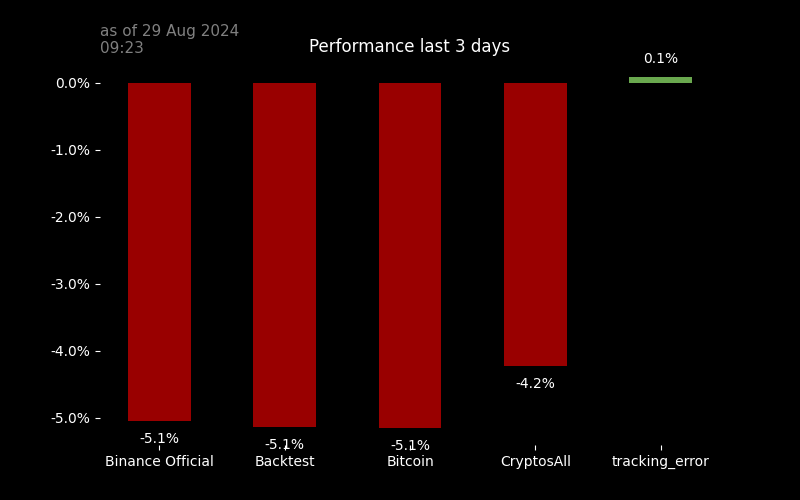 as of 29 Aug 2024
09:23
Performance last 3 days
0.1%
0.0%
-1.0%
-2.0%
-3.0%
-4.0%
-4.2%
-5.0%
-5.1%
-5.1%
-5.1%
Binance Official
Backtest
Bitcoin
CryptosAll
tracking_error